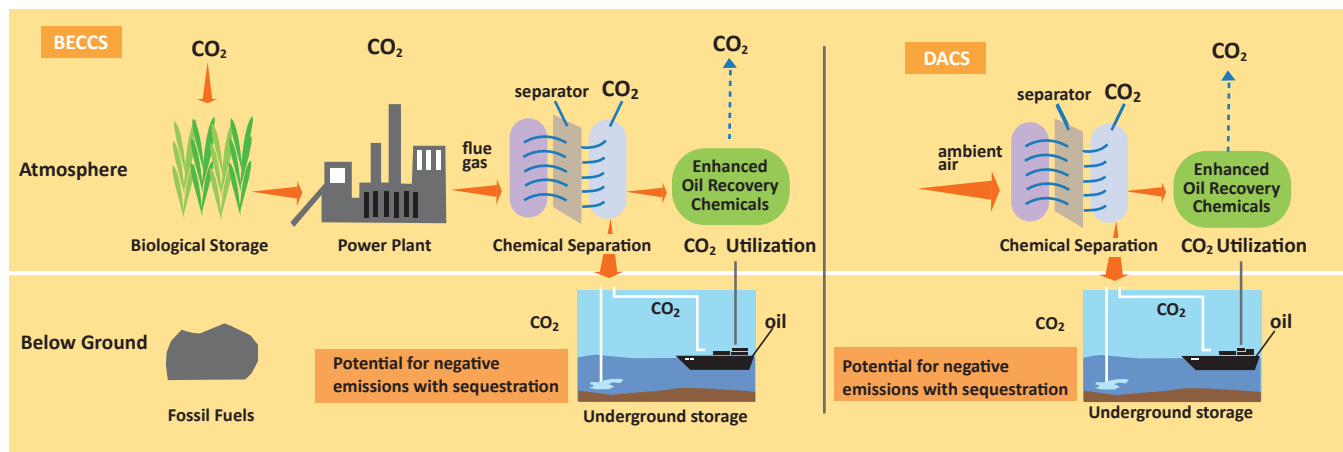 BECCS
CO2
CO2
CO2
separator
CO2
Atmosphere
flue
gas
Enhanced
Oil Recovery
Chemicals
Biological Storage
Power Plant
Chemical Separation
CO2 Utilization
Below Ground
CO2
CO2
oil
Potential for negative
emissions with sequestration
Fossil Fuels
Underground storage
DACS
CO2
separator
CO2
ambient
air
Enhanced
Oil Recovery
Chemicals
Chemical Separation
CO2 Utilization
CO2
CO2
oil
Potential for negative
emissions with sequestration
Underground storage